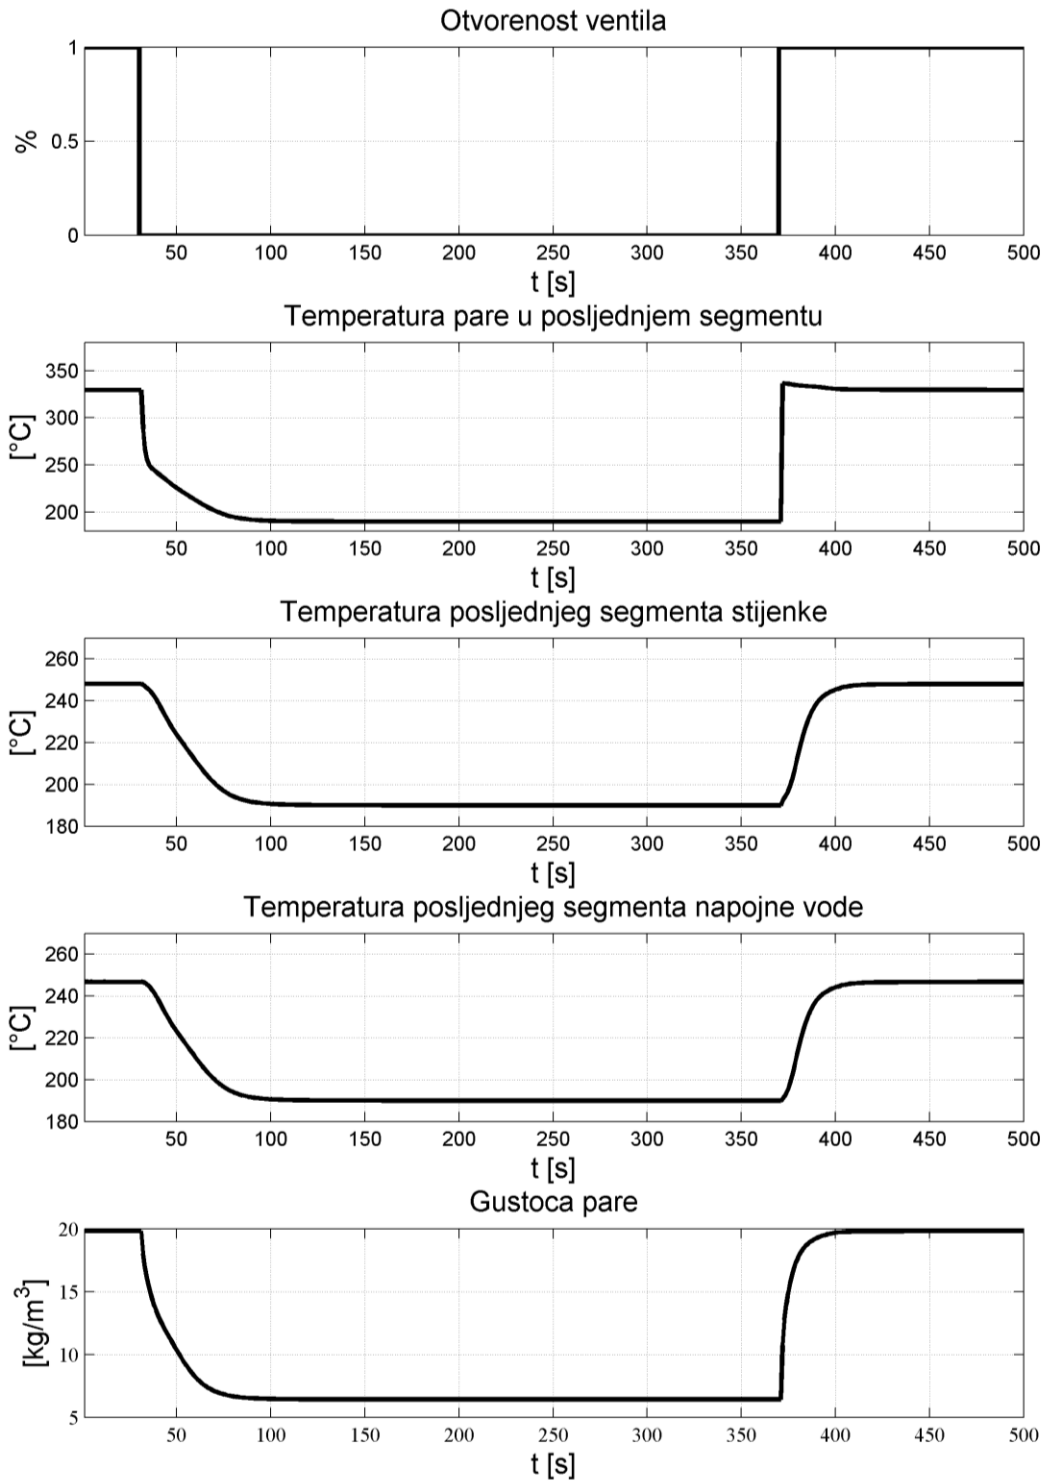 Otvorenost ventila
1
0.5
0
%
50 100 150 200 250 300 350 400 450 500
t [s]
Temperatura pare u posljednjem segmentu
350
300
250
200
[°C]
50 100 150 200 250 300 350 400 450 500
t [s]
Temperatura posljednjeg segmenta stijenke
260
240
220
200
180
[°C]
50 100 150 200 250 300 350 400 450 500
t [s]
Temperatura posljednjeg segmenta napojne vode
260
240
220
200
180
[°C]
50 100 150 200 250 300 350 400 450 500
t [s]
Gustoca pare
20
15
10
5
[kg/m³]
50 100 150 200 250 300 350 400 450 500
t [s]